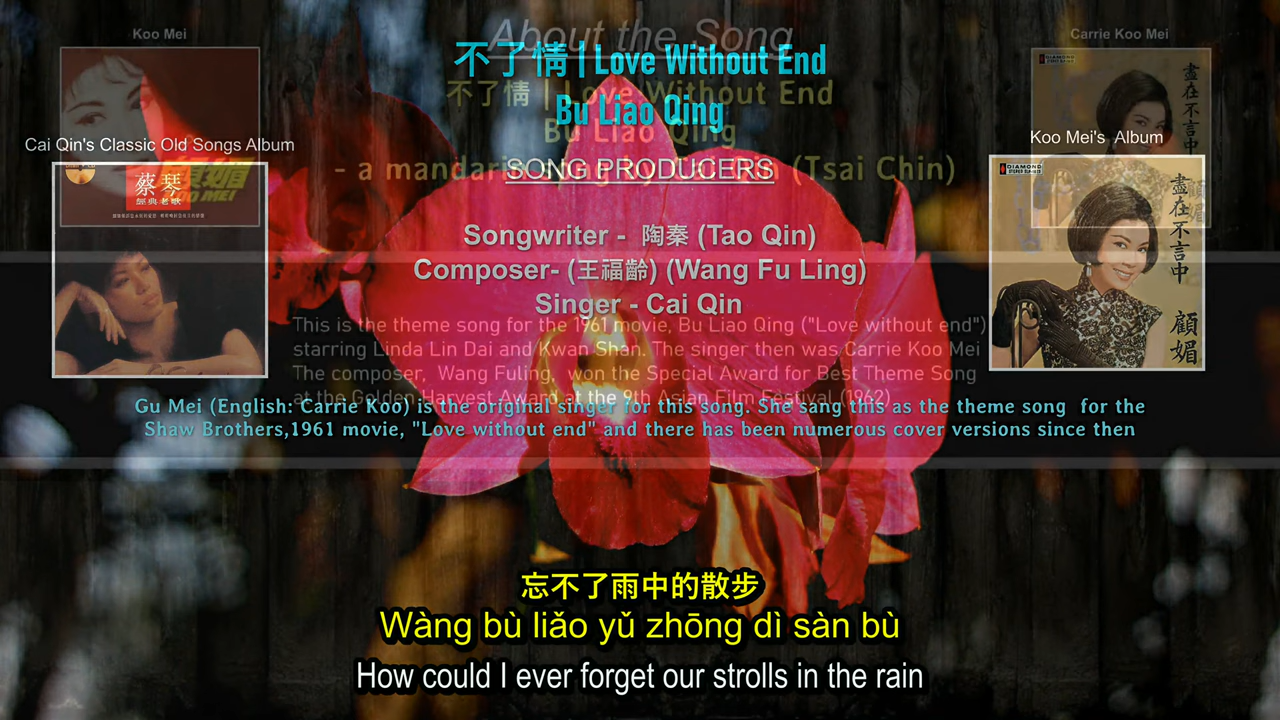 About the Song
Koo Mei
Carrie Koo Mei
不了情 | Love Without End
不了情 | Love Without End
Bu Liao Qing
Bu Liao Qing
Cai Qin's Classic Old Songs Album
Koo Mei's Album
SONG PRODUCERS
(Tsai Chin)
DIAMOND
蔡琴
經典老歌
KOO MEI
盡在不言中
盡在不言中
顧媚
Songwriter - 陶秦 (Tao Qin)
Composer- (王福齡) (Wang Fu Ling)
Singer - Cai Qin
This is the theme song for the 1961 movie, Bu Liao Qing ("Love without end")
starring Linda Lin Dai and Kwan Shan. The singer then was Carrie Koo Mei
The composer, Wang Fuling, won the Special Award for Best Theme Song
at the Golden Harvest Award at the 9th Asian Film Festival (1962)
Gu Mei (English: Carrie Koo) is the original singer for this song. She sang this as the theme song for the
Shaw Brothers,1961 movie, "Love without end" and there has been numerous cover versions since then
忘不了雨中的散步
Wàng bù liǎo yǔ zhōng dì sàn bù
How could I ever forget our strolls in the rain